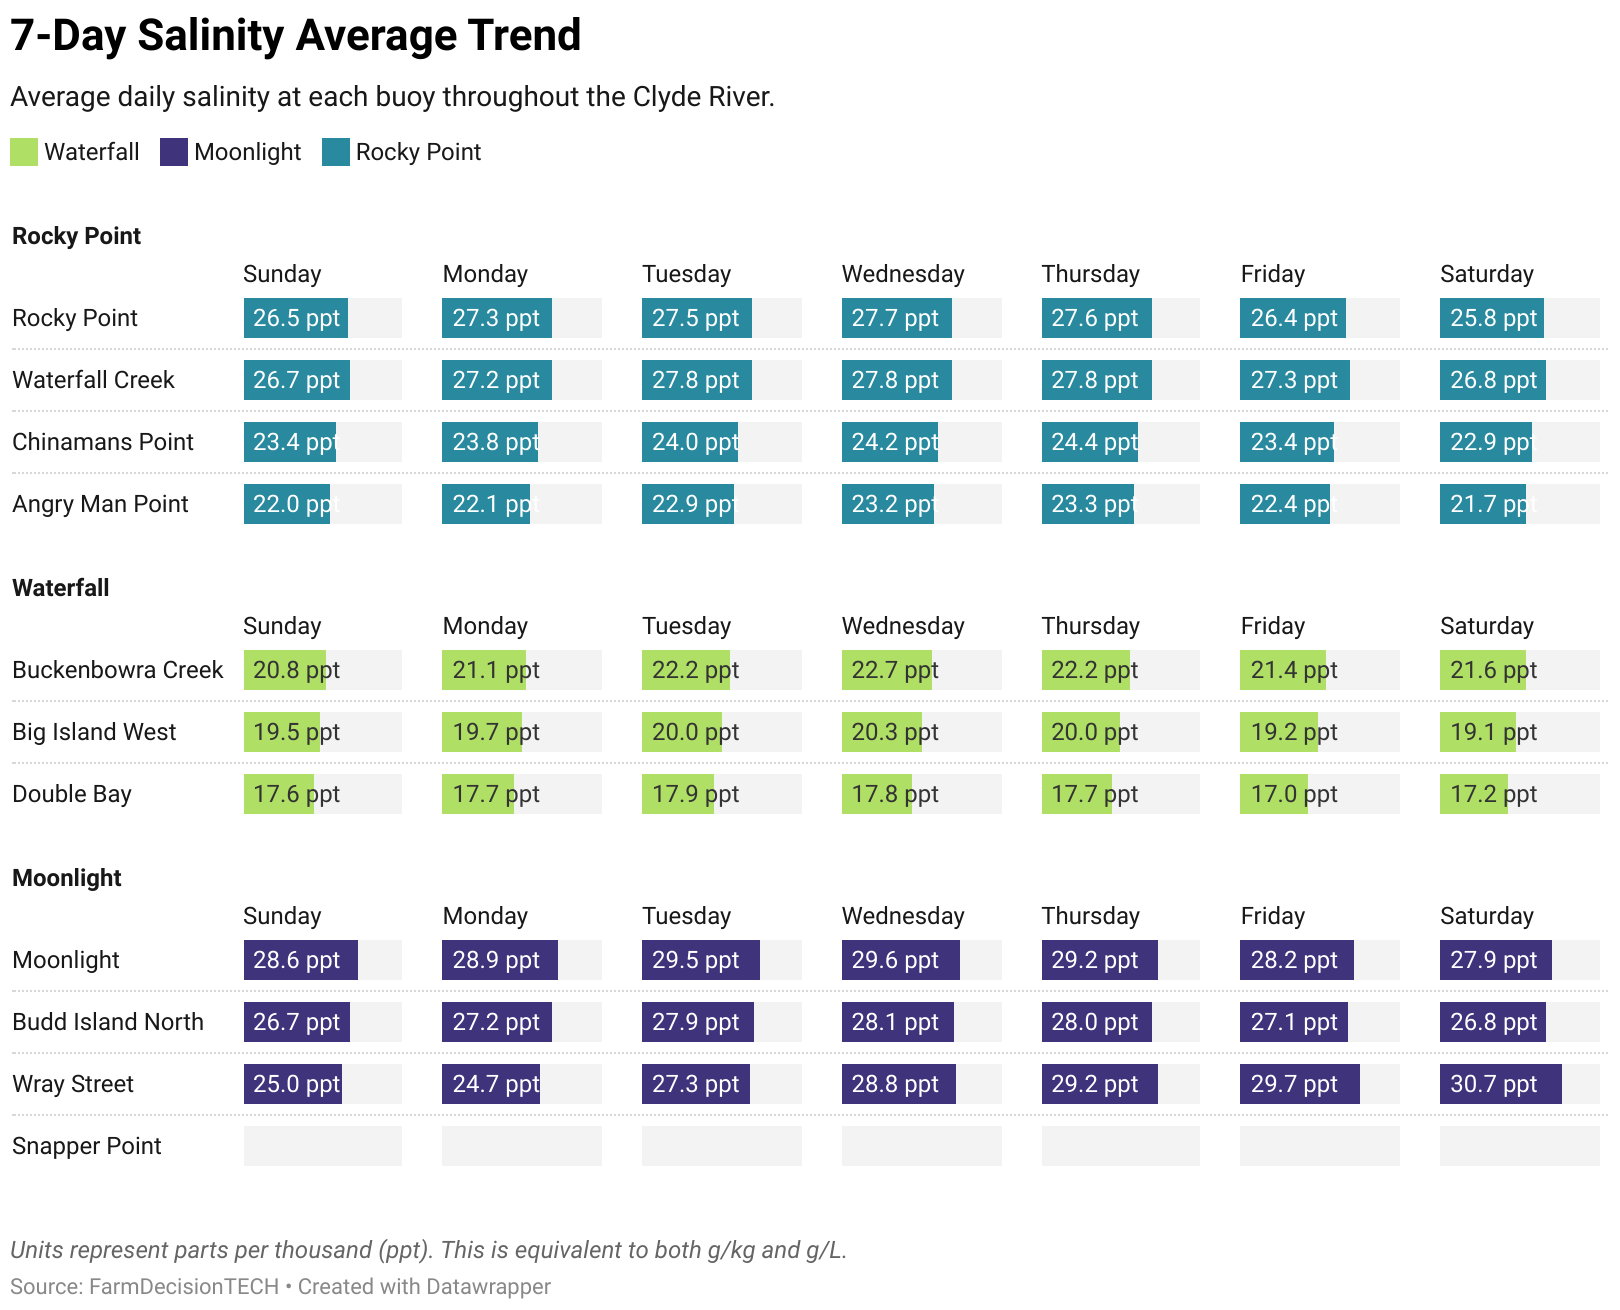 7-Day Salinity Average Trend
Average daily salinity at each buoy throughout the Clyde River.
Waterfall Moonlight Rocky Point
Rocky Point
Sunday Monday Tuesday Wednesday Thursday Friday Saturday
Rocky Point 26.5 ppt 27.3 ppt 27.5 ppt 27.7 ppt 27.6 ppt 26.4 ppt 25.8 ppt
Waterfall Creek 26.7 ppt 27.2 ppt 27.8 ppt 27.8 ppt 27.8 ppt 27.3 ppt 26.8 ppt
Chinamans Point 23.4 ppt 23.8 ppt 24.0 ppt 24.2 ppt 24.4 ppt 23.4 ppt 22.9 ppt
Angry Man Point 22.0 ppt 22.1 ppt 22.9 ppt 23.2 ppt 23.3 ppt 22.4 ppt 21.7 ppt
Waterfall
Sunday Monday Tuesday Wednesday Thursday Friday Saturday
Buckenbowra Creek 20.8 ppt 21.1 ppt 22.2 ppt 22.7 ppt 22.2 ppt 21.4 ppt 21.6 ppt
Big Island West 19.5 ppt 19.7 ppt 20.0 ppt 20.3 ppt 20.0 ppt 19.2 ppt 19.1 ppt
Double Bay 17.6 ppt 17.7 ppt 17.9 ppt 17.8 ppt 17.7 ppt 17.0 ppt 17.2 ppt
Moonlight
Sunday Monday Tuesday Wednesday Thursday Friday Saturday
Moonlight 28.6 ppt 28.9 ppt 29.5 ppt 29.6 ppt 29.2 ppt 28.2 ppt 27.9 ppt
Budd Island North 26.7 ppt 27.2 ppt 27.9 ppt 28.1 ppt 28.0 ppt 27.1 ppt 26.8 ppt
Wray Street 25.0 ppt 24.7 ppt 27.3 ppt 28.8 ppt 29.2 ppt 29.7 ppt 30.7 ppt
Snapper Point
Units represent parts per thousand (ppt). This is equivalent to both g/kg and g/L.
Source: FarmDecisionTECH • Created with Datawrapper